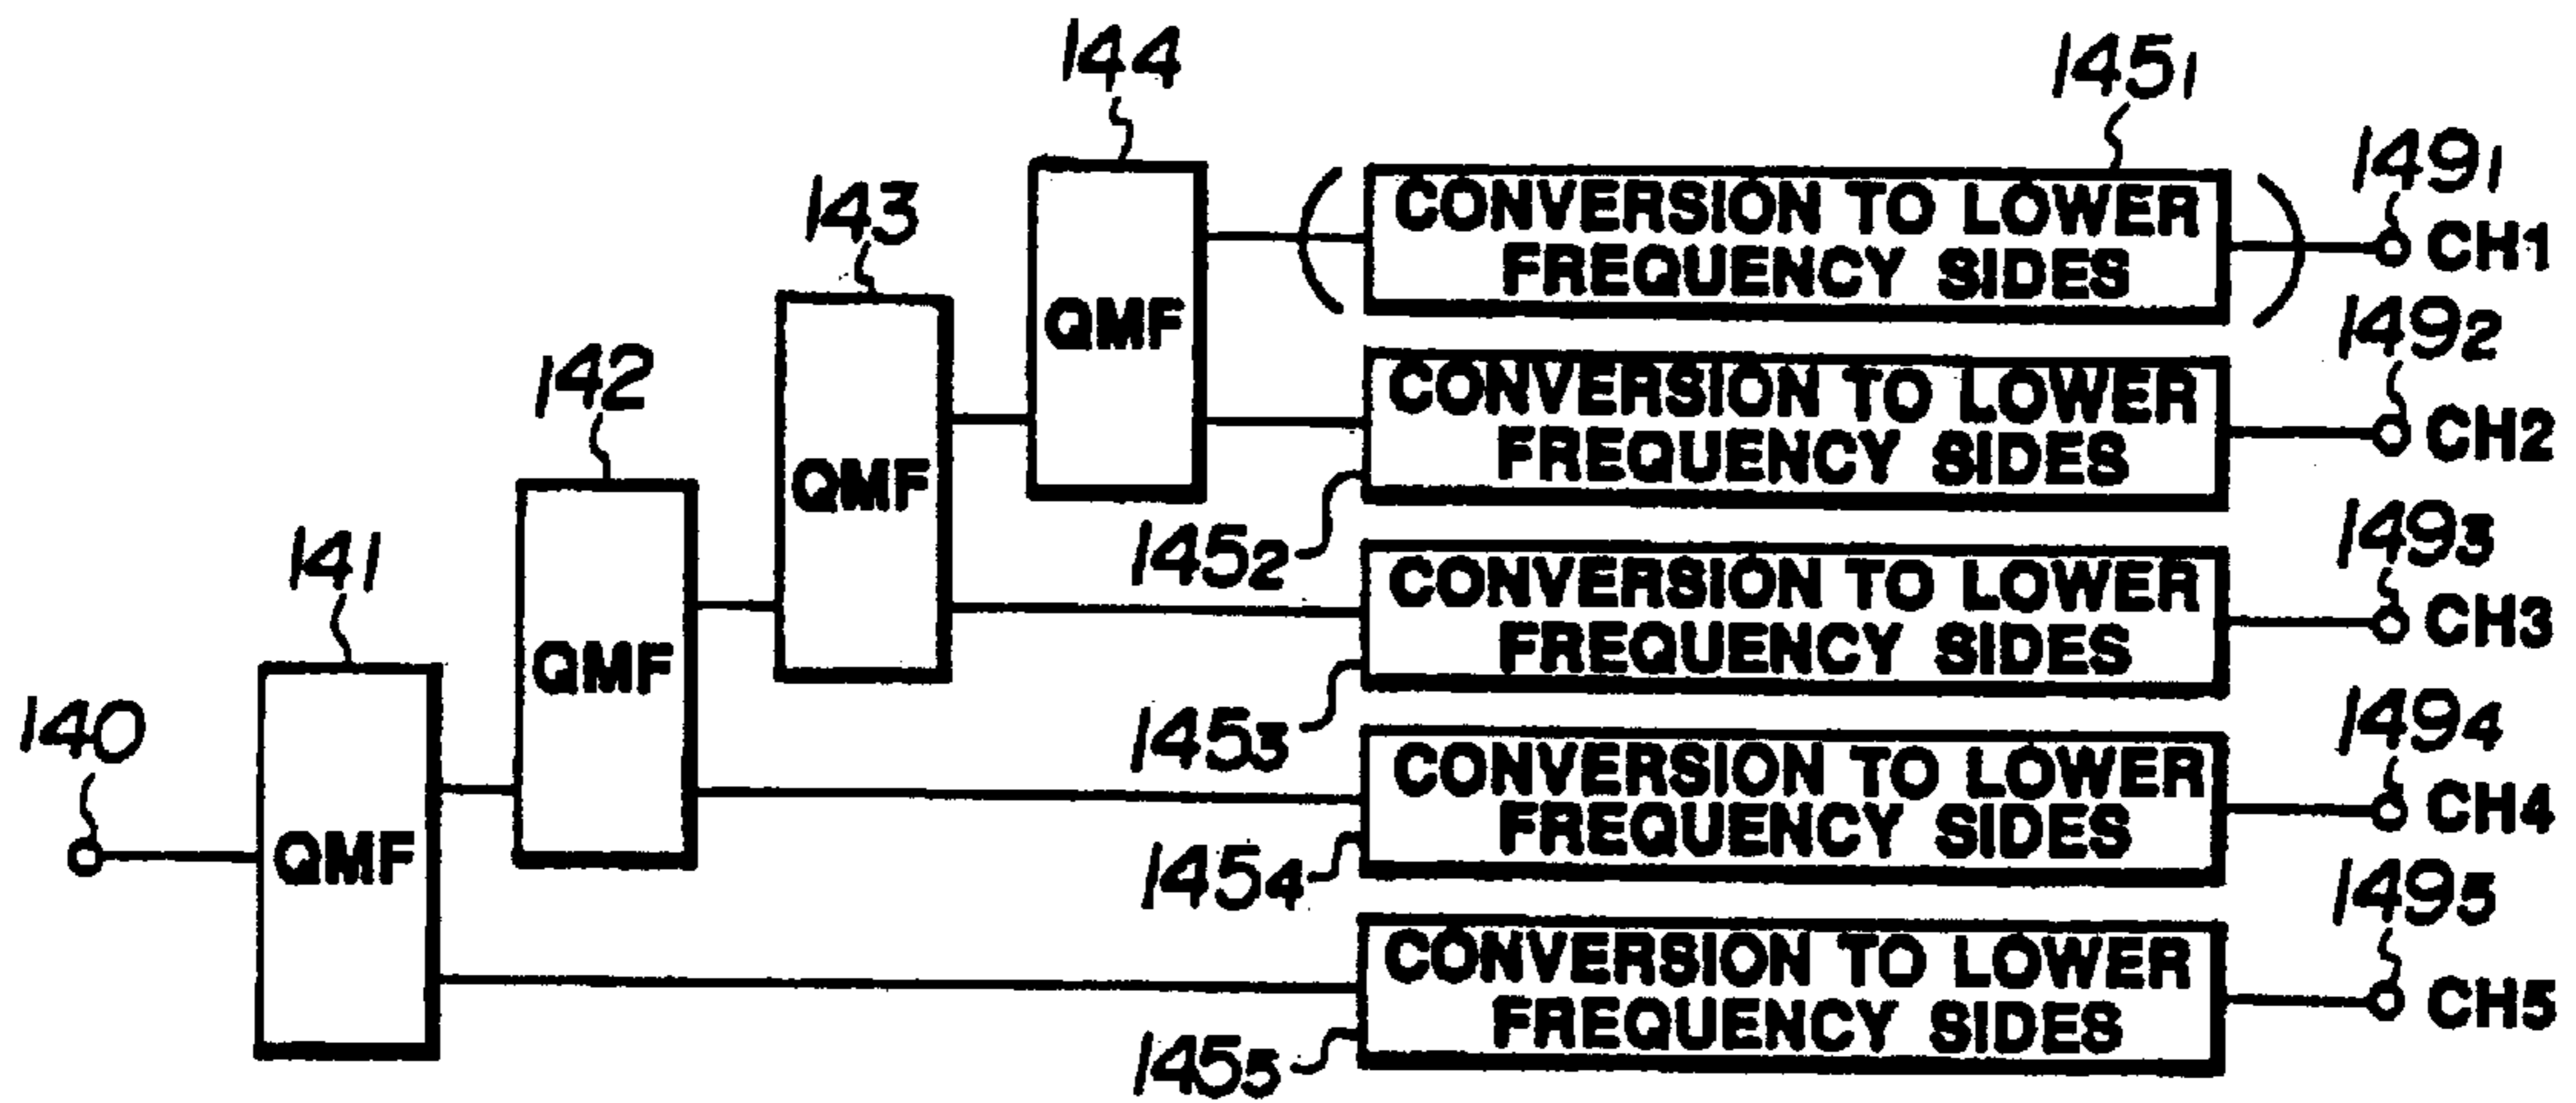 144
145₁
149₁
CONVERSION TO LOWER
FREQUENCY SIDES
CH1
143
QMF
149₂
142
CONVERSION TO LOWER
FREQUENCY SIDES
CH2
QMF
145₂
149₃
141
CONVERSION TO LOWER
FREQUENCY SIDES
CH3
QMF
145₃
149₄
140
CONVERSION TO LOWER
FREQUENCY SIDES
CH4
QMF
145₄
149₅
CONVERSION TO LOWER
FREQUENCY SIDES
CH5
145₅